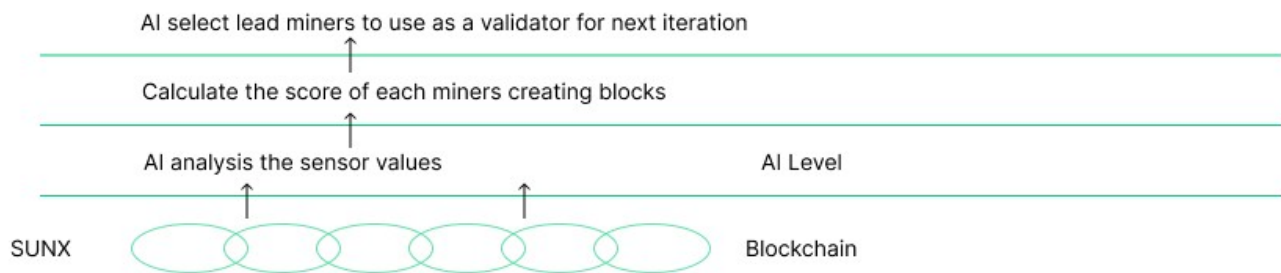 AI select lead miners to use as a validator for next iteration
Calculate the score of each miners creating blocks
AI analysis the sensor values
AI Level
SUNX
Blockchain